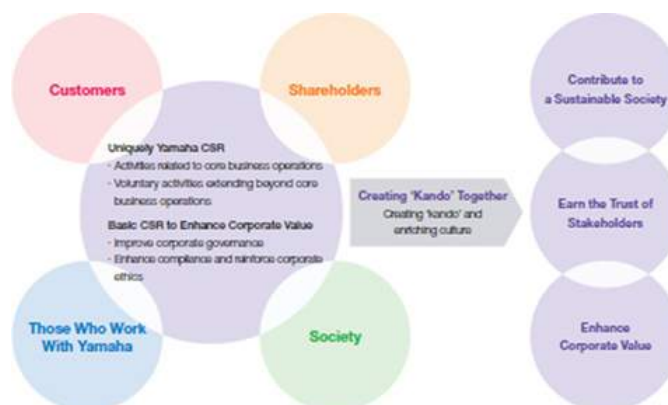 Customers
Shareholders
Uniquely Yamaha CSR
· Activities related to core business operations
· Voluntary activities extending beyond core
business operations
Basic CSR to Enhance Corporate Value
· Improve corporate governance
· Enhance compliance and reinforce corporate
ethics
Those Who Work
With Yamaha
Society
Creating "Kando" Together
Creating 'kando' and
enriching culture
Contribute to
a Sustainable Society
Earn the Trust of
Stakeholders
Enhance
Corporate Value